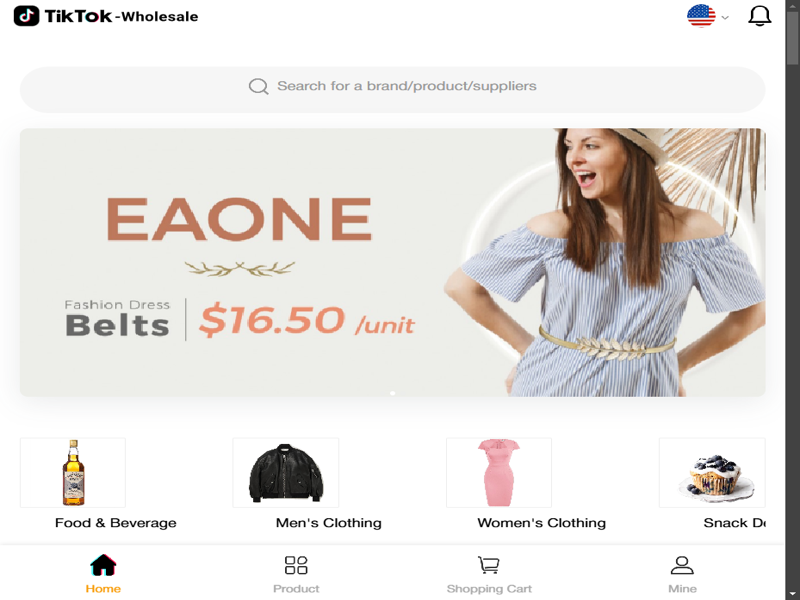 TikTok-Wholesale
Search for a brand/product/suppliers
EAONE
Fashion Dress
Belts
$16.50 /unit
Food & Beverage
Men's Clothing
Women's Clothing
Snack De
Home
Product
Shopping Cart
Mine